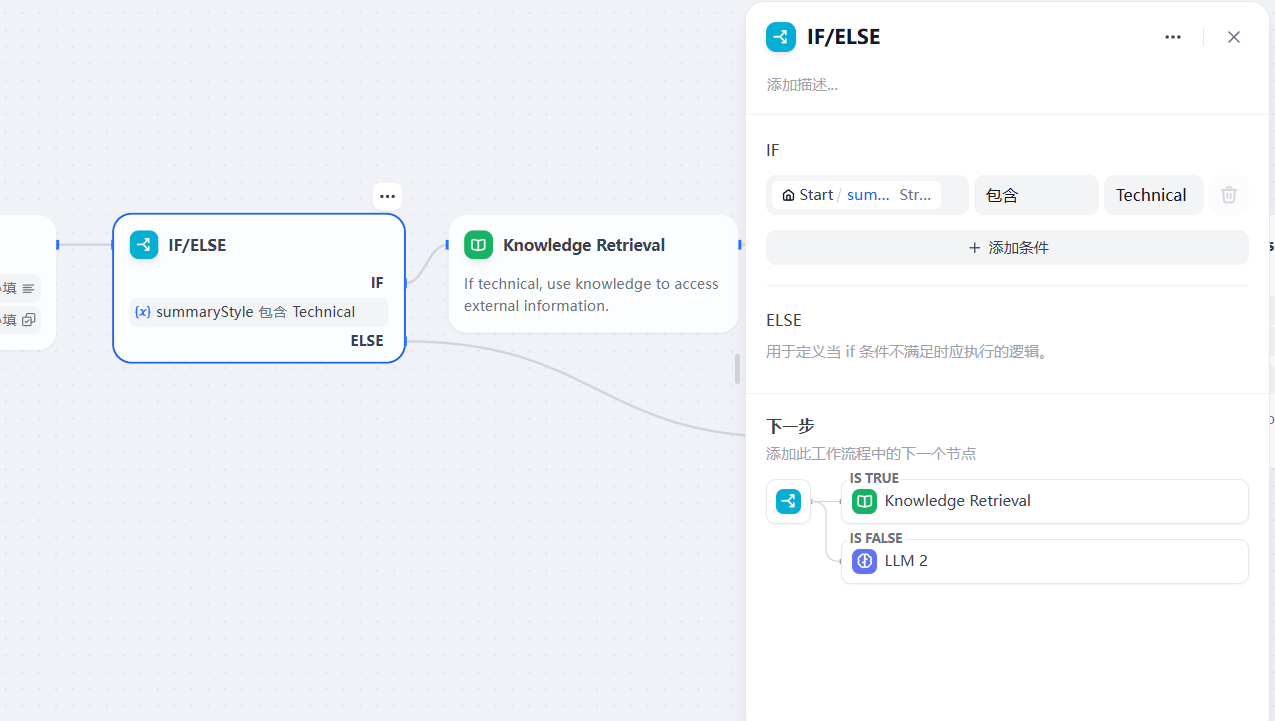 填
填
IF/ELSE
IF
{x} summaryStyle 包含 Technical
ELSE
Knowledge Retrieval
If technical, use knowledge to access
external information.
IF/ELSE
添加描述...
IF
Start / sum... Str... 包含 Technical
+ 添加条件
ELSE
用于定义当 if 条件不满足时应执行的逻辑。
下一步
添加此工作流程中的下一个节点
IS TRUE
Knowledge Retrieval
IS FALSE
LLM 2